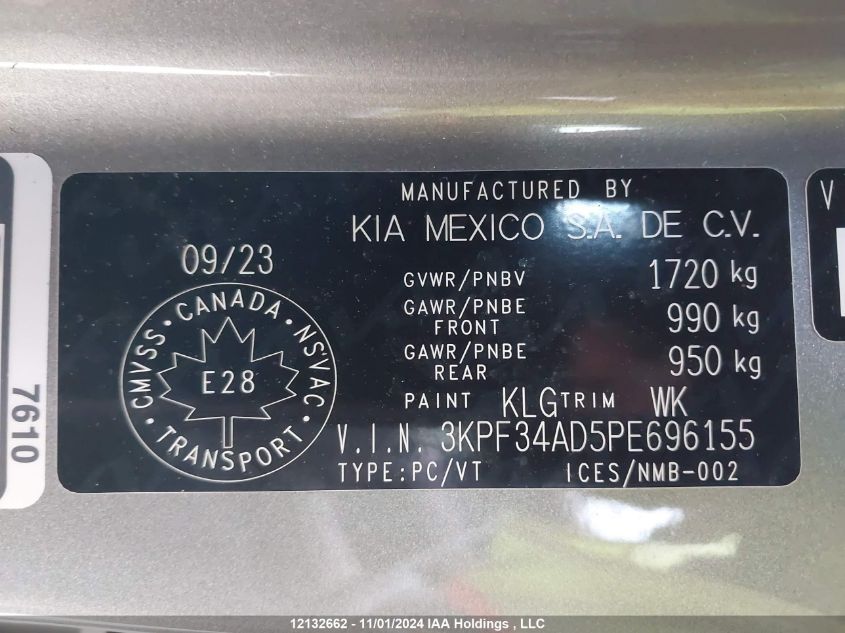 MANUFACTURED BY
KIA MEXICO S.A. DE C.V.
09/23
GVWR/PNBV 1720 kg
GAWR/PNBE FRONT 990 kg
GAWR/PNBE REAR 950 kg
PAINT KLG TRIM WK
V.I.N. 3KPF34AD5PE696155
TYPE:PC/VT ICES/NMB-002
CMVSS • CANADA • NSVAC • TRANSPORT •
E28
7610
V
12132662 - 11/01/2024 IAA Holdings , LLC